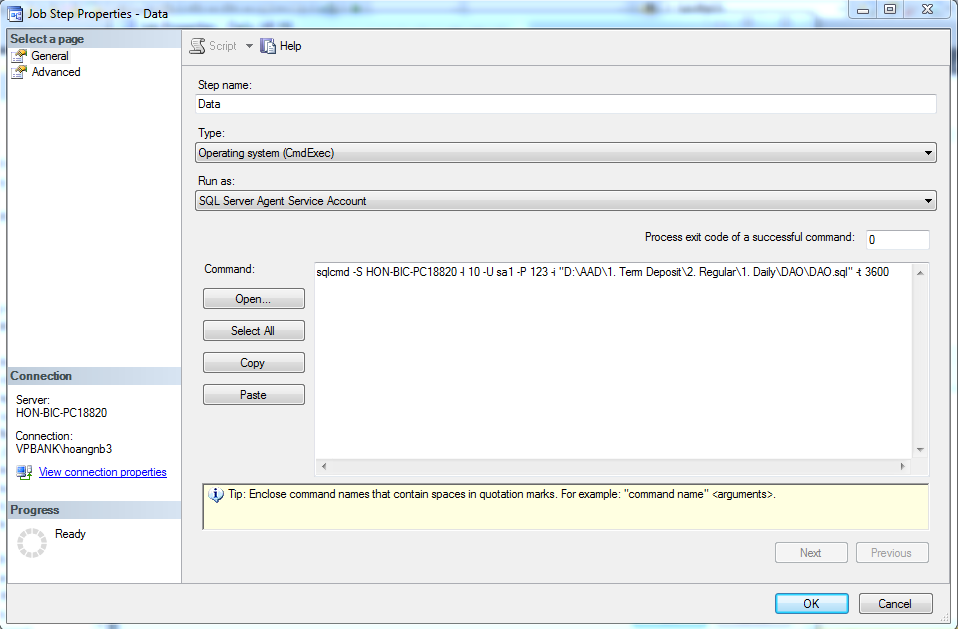 Job Step Properties - Data
Select a page
General
Advanced
Script
Help
Step name:
Data
Type:
Operating system (CmdExec)
Run as:
SQL Server Agent Service Account
Process exit code of a successful command:
0
Command:
sqlcmd -S HON-BIC-PC18820 -l 10 -U sa1 -P 123 -i "D:\AAD\1. Term Deposit\2. Regular\1. Daily\DAO\DAO.sql" -t 3600
Open...
Select All
Copy
Paste
Connection
Server:
HON-BIC-PC18820
Connection:
VPBANK\hoangnb3
View connection properties
Tip: Enclose command names that contain spaces in quotation marks. For example: "command name" <arguments>.
Progress
Ready
Next
Previous
OK
Cancel